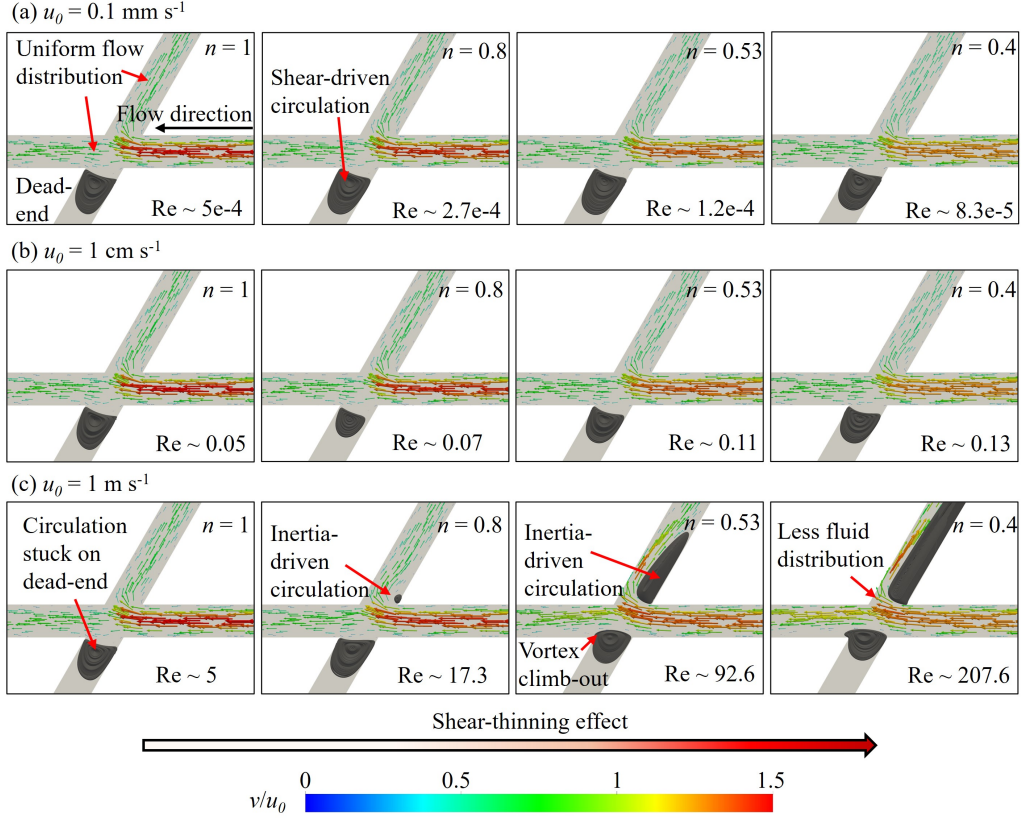 (a) u₀ = 0.1 mm s⁻¹
Uniform flow
distribution
n = 1
Flow direction
Dead-
end
Re ~ 5e-4
n = 0.8
Shear-driven
circulation
Re ~ 2.7e-4
n = 0.53
Re ~ 1.2e-4
n = 0.4
Re ~ 8.3e-5
(b) u₀ = 1 cm s⁻¹
n = 1
Re ~ 0.05
n = 0.8
Re ~ 0.07
n = 0.53
Re ~ 0.11
n = 0.4
Re ~ 0.13
(c) u₀ = 1 m s⁻¹
Circulation
stuck on
dead-end
n = 1
Re ~ 5
n = 0.8
Inertia-
driven
circulation
Re ~ 17.3
n = 0.53
Inertia-
driven
circulation
Vortex
climb-out
Re ~ 92.6
n = 0.4
Less fluid
distribution
Re ~ 207.6
Shear-thinning effect
v/u₀
0 0.5 1 1.5